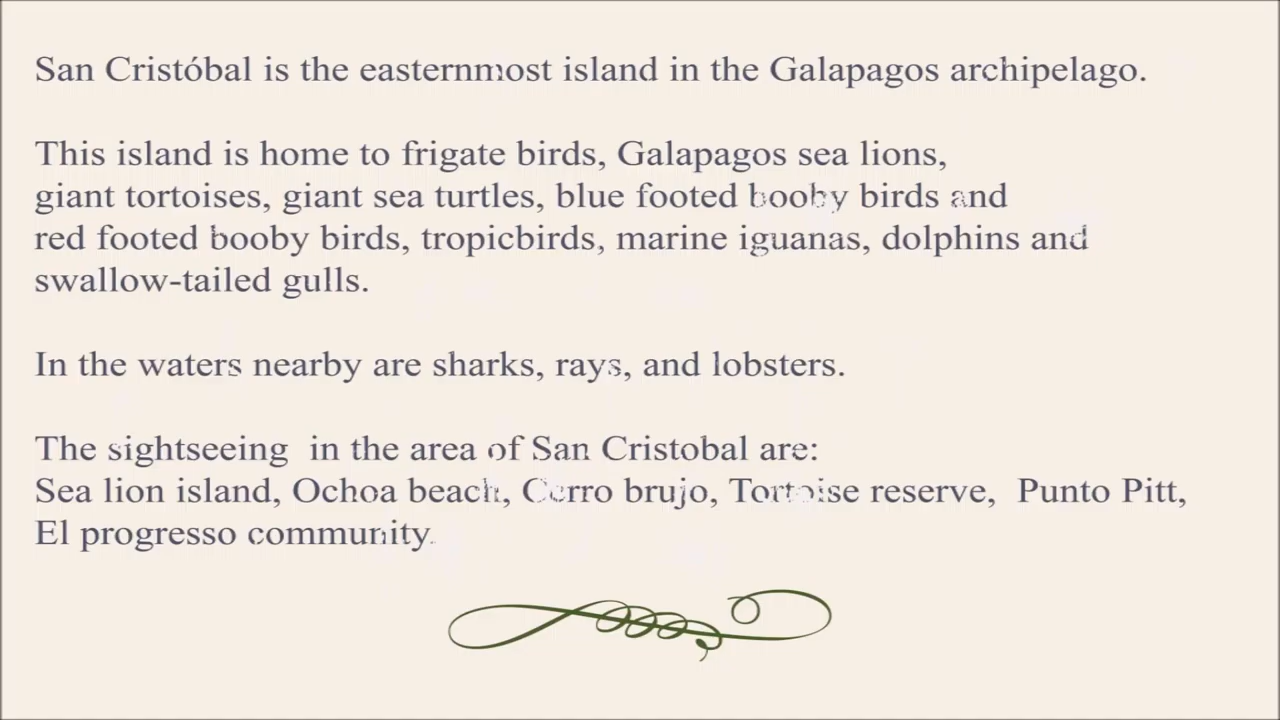 San Cristóbal is the easternmost island in the Galapagos archipelago.
This island is home to frigate birds, Galapagos sea lions,
giant tortoises, giant sea turtles, blue footed booby birds and
red footed booby birds, tropicbirds, marine iguanas, dolphins and
swallow-tailed gulls.
In the waters nearby are sharks, rays, and lobsters.
The sightseeing  in the area of San Cristobal are:
Sea lion island, Ochoa beach, Cerro brujo, Tortoise reserve,  Punto Pitt,
El progresso community.